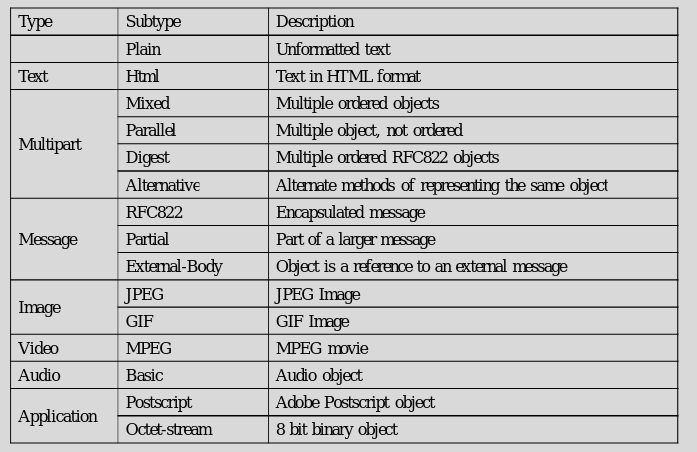 Type Subtype Description
Plain Unformatted text
Text Html Text in HTML format
Multipart
Mixed Multiple ordered objects
Parallel Multiple object, not ordered
Digest Multiple ordered RFC822 objects
Alternative Alternate methods of representing the same object
Message
RFC822 Encapsulated message
Partial Part of a larger message
External-Body Object is a reference to an external message
Image
JPEG JPEG Image
GIF GIF Image
Video MPEG MPEG movie
Audio Basic Audio object
Application
Postscript Adobe Postscript object
Octet-stream 8 bit binary object